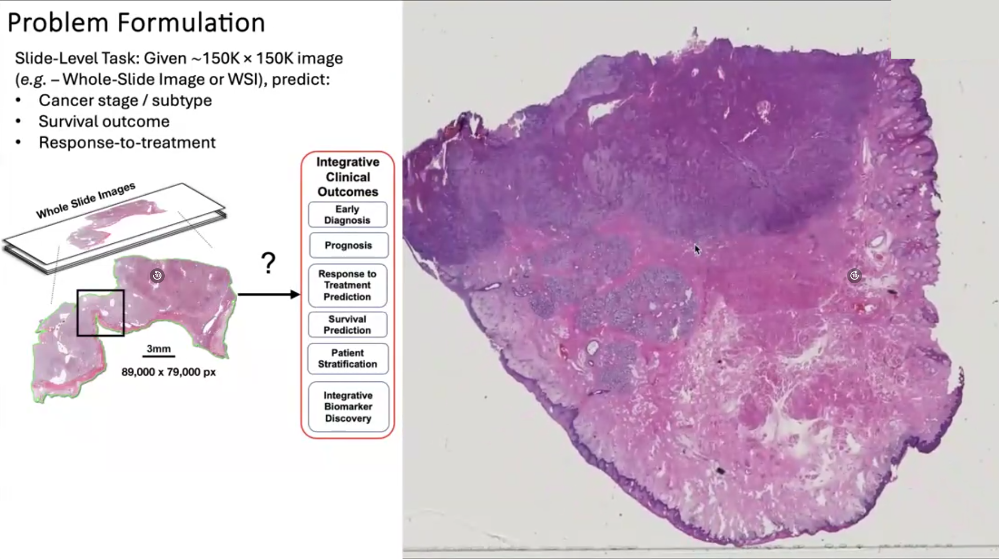 Problem Formulation
Slide-Level Task: Given ~150K × 150K image
(e.g. – Whole-Slide Image or WSI), predict:
• Cancer stage / subtype
• Survival outcome
• Response-to-treatment
Whole Slide Images
10
3mm
89,000 x 79,000 px
?
Integrative
Clinical
Outcomes
Early
Diagnosis
Prognosis
Response to
Treatment
Prediction
Survival
Prediction
Patient
Stratification
Integrative
Biomarker
Discovery
10